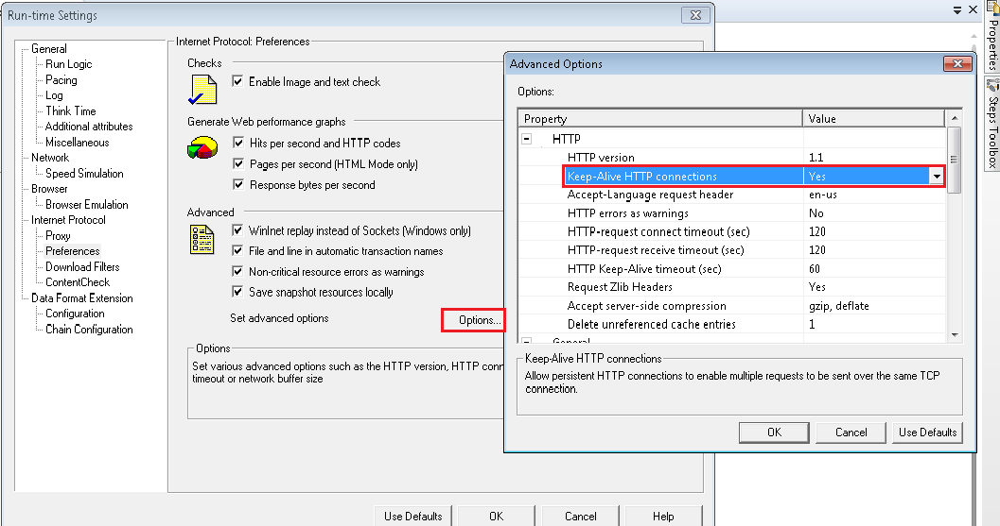 Run-time Settings
General
Run Logic
Pacing
Log
Think Time
Additional attributes
Miscellaneous
Network
Speed Simulation
Browser
Browser Emulation
Internet Protocol
Proxy
Preferences
Download Filters
ContentCheck
Data Format Extension
Configuration
Chain Configuration
Internet Protocol: Preferences
Checks
Enable Image and text check
Generate Web performance graphs
Hits per second and HTTP codes
Pages per second (HTML Mode only)
Response bytes per second
Advanced
WinInet replay instead of Sockets (Windows only)
File and line in automatic transaction names
Non-critical resource errors as warnings
Save snapshot resources locally
Set advanced options
Options...
Options
Set various advanced options such as the HTTP version, HTTP conn
timeout or network buffer size
Use Defaults
OK
Cancel
Help
Advanced Options
Options:
Property Value
HTTP
HTTP version 1.1
Keep-Alive HTTP connections Yes
Accept-Language request header en-us
HTTP errors as warnings No
HTTP-request connect timeout (sec) 120
HTTP-request receive timeout (sec) 120
HTTP Keep-Alive timeout (sec) 60
Request Zlib Headers Yes
Accept server-side compression gzip, deflate
Delete unreferenced cache entries 1
General
Keep-Alive HTTP connections
Allow persistent HTTP connections to enable multiple requests to be sent over the same TCP
connection.
OK
Cancel
Use Defaults
Properties
Steps Toolbox